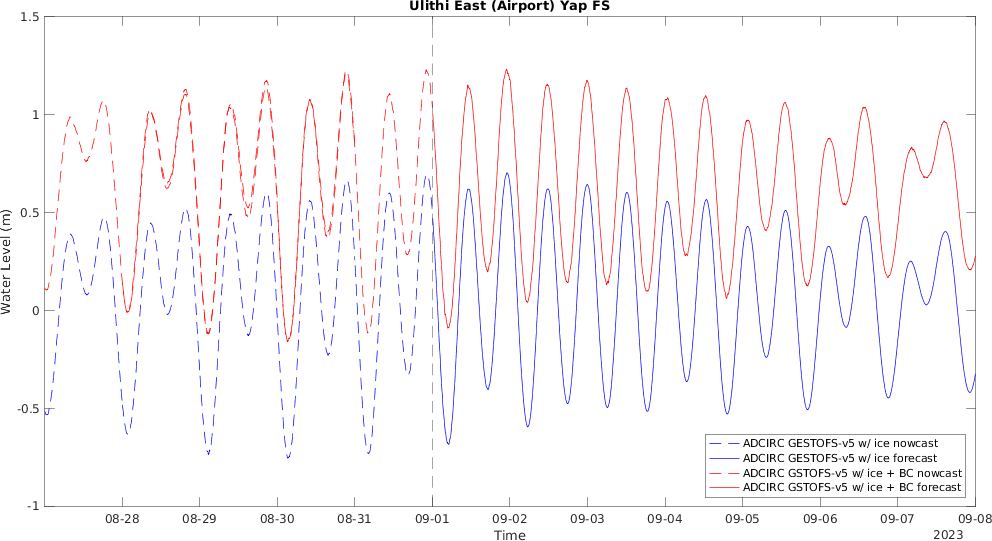 Ulithi East (Airport) Yap FS
1.5
1
0.5
0
-0.5
-1
Water Level (m)
08-28
08-29
08-30
08-31
09-01
09-02
09-03
09-04
09-05
09-06
09-07
09-08
Time
2023
ADCIRC GESTOFS-v5 w/ ice nowcast
ADCIRC GESTOFS-v5 w/ ice forecast
ADCIRC GSTOFS-v5 w/ ice + BC nowcast
ADCIRC GSTOFS-v5 w/ ice + BC forecast